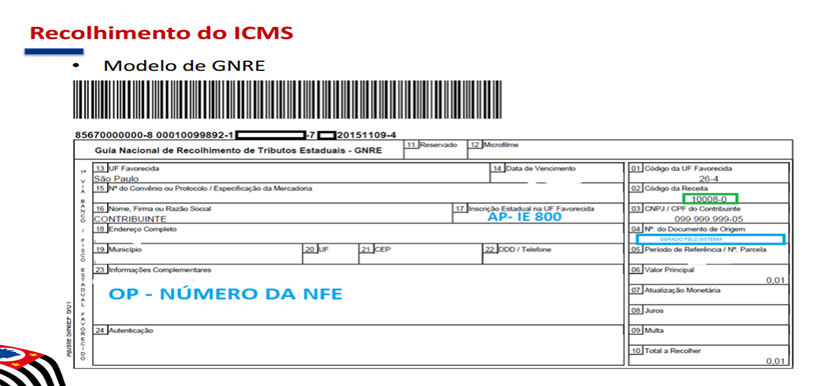 Recolhimento do ICMS
• Modelo de GNRE
85670000000-8 00010099892-1 -7 20151109-4
Guia Nacional de Recolhimento de Tributos Estaduais - GNRE
11 Reservado
12 Microfilme
13 UF Favorecida
São Paulo
14 Data de Vencimento
01 Código da UF Favorecida
26-4
15 Nº do Convênio ou Protocolo / Especificação da Mercadoria
02 Código da Receita
10008-0
16 Nome, Firma ou Razão Social
CONTRIBUINTE
17 Inscrição Estadual na UF Favorecida
AP- IE 800
03 CNPJ / CPF do Contribuinte
099.999.999-05
18 Endereço Completo
04 Nº. do Documento de Origem
GERADO PELO SISTEMA
19 Município
20 UF
21 CEP
22 DDD / Telefone
05 Período de Referência / Nº. Parcela
23 Informações Complementares
OP - NÚMERO DA NFE
06 Valor Principal
0,01
07 Atualização Monetária
08 Juros
24 Autenticação
09 Multa
10 Total a Recolher
0,01
1ª VIA BANCO / FISCO ESTADUAL FAVORECIDO